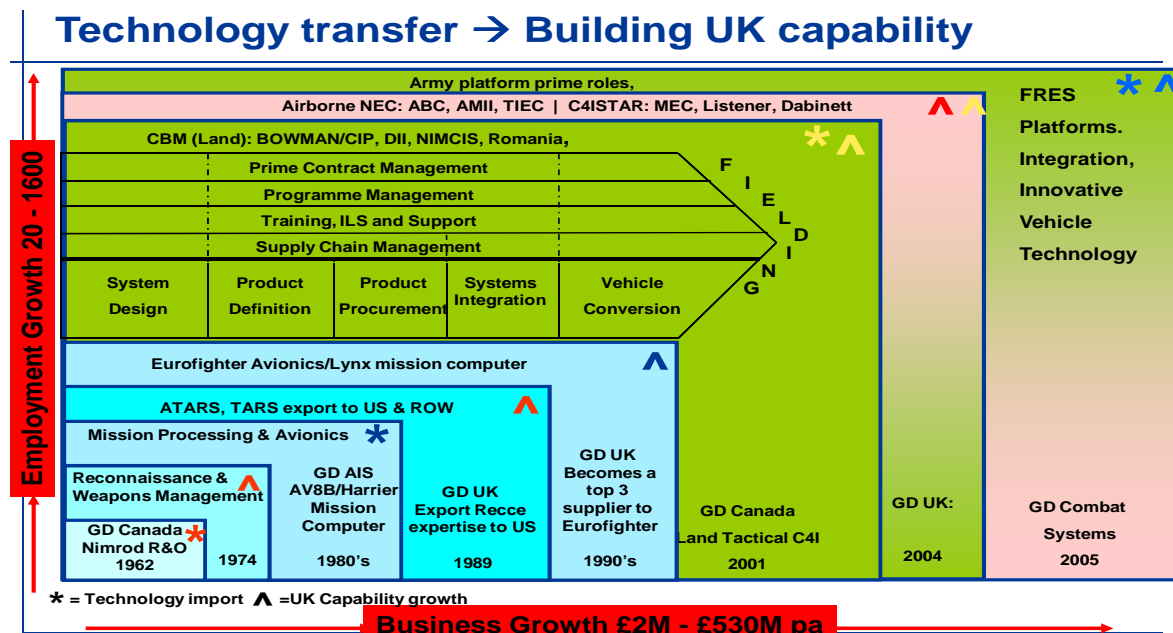 Technology transfer → Building UK capability
Army platform prime roles,
Airborne NEC: ABC, AMII, TIEC | C4ISTAR: MEC, Listener, Dabinett
CBM (Land): BOWMAN/CIP, DII, NIMCIS, Romania,
* ^
^ ^
* ^
FRES
Platforms.
Integration,
Innovative
Vehicle
Technology
Employment Growth 20 - 1600
Prime Contract Management
Programme Management
Training, ILS and Support
Supply Chain Management
FIELDING
System
Design
Product
Definition
Product
Procurement
Systems
Integration
Vehicle
Conversion
Eurofighter Avionics/Lynx mission computer ^
ATARS, TARS export to US & ROW ^
Mission Processing & Avionics *
Reconnaissance &
Weapons Management ^
GD Canada *
Nimrod R&O
1962
1974
GD AIS
AV8B/Harrier
Mission
Computer
1980's
GD UK
Export Recce
expertise to US
1989
GD UK
Becomes a
top 3
supplier to
Eurofighter
1990's
GD Canada
Land Tactical C4I
2001
GD UK:
2004
GD Combat
Systems
2005
* = Technology import ^ =UK Capability growth
Business Growth £2M - £530M pa